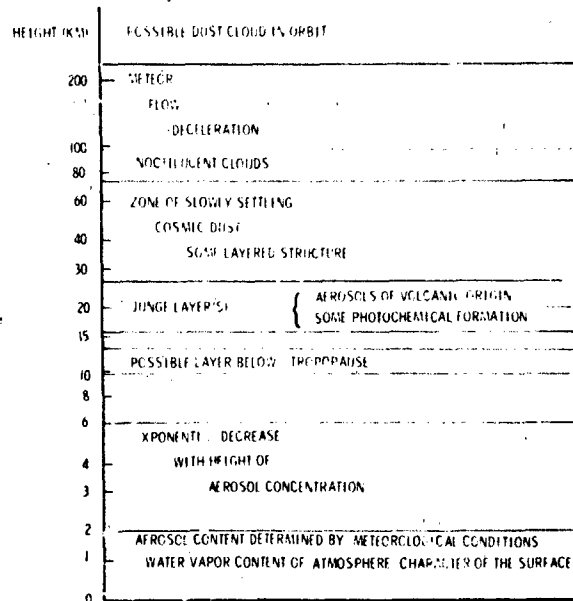 HEIGHT (KM) POSSIBLE DUST CLOUD IN ORBIT
200 METEOR
FLOW
DECELERATION
100
NOCTILUCENT CLOUDS
80
60 ZONE OF SLOWLY SETTLING
COSMIC DUST
40 SOME LAYERED STRUCTURE
30
AEROSOLS OF VOLCANIC ORIGIN
20 JUNGE LAYER(S) {
SOME PHOTOCHEMICAL FORMATION
15
POSSIBLE LAYER BELOW TROPOPAUSE
10
8
6
XPONENTI DECREASE
4 WITH HEIGHT OF
3 AEROSOL CONCENTRATION
2
AEROSOL CONTENT DETERMINED BY METEOROLOGICAL CONDITIONS
1 WATER VAPOR CONTENT OF ATMOSPHERE CHARACTER OF THE SURFACE
0